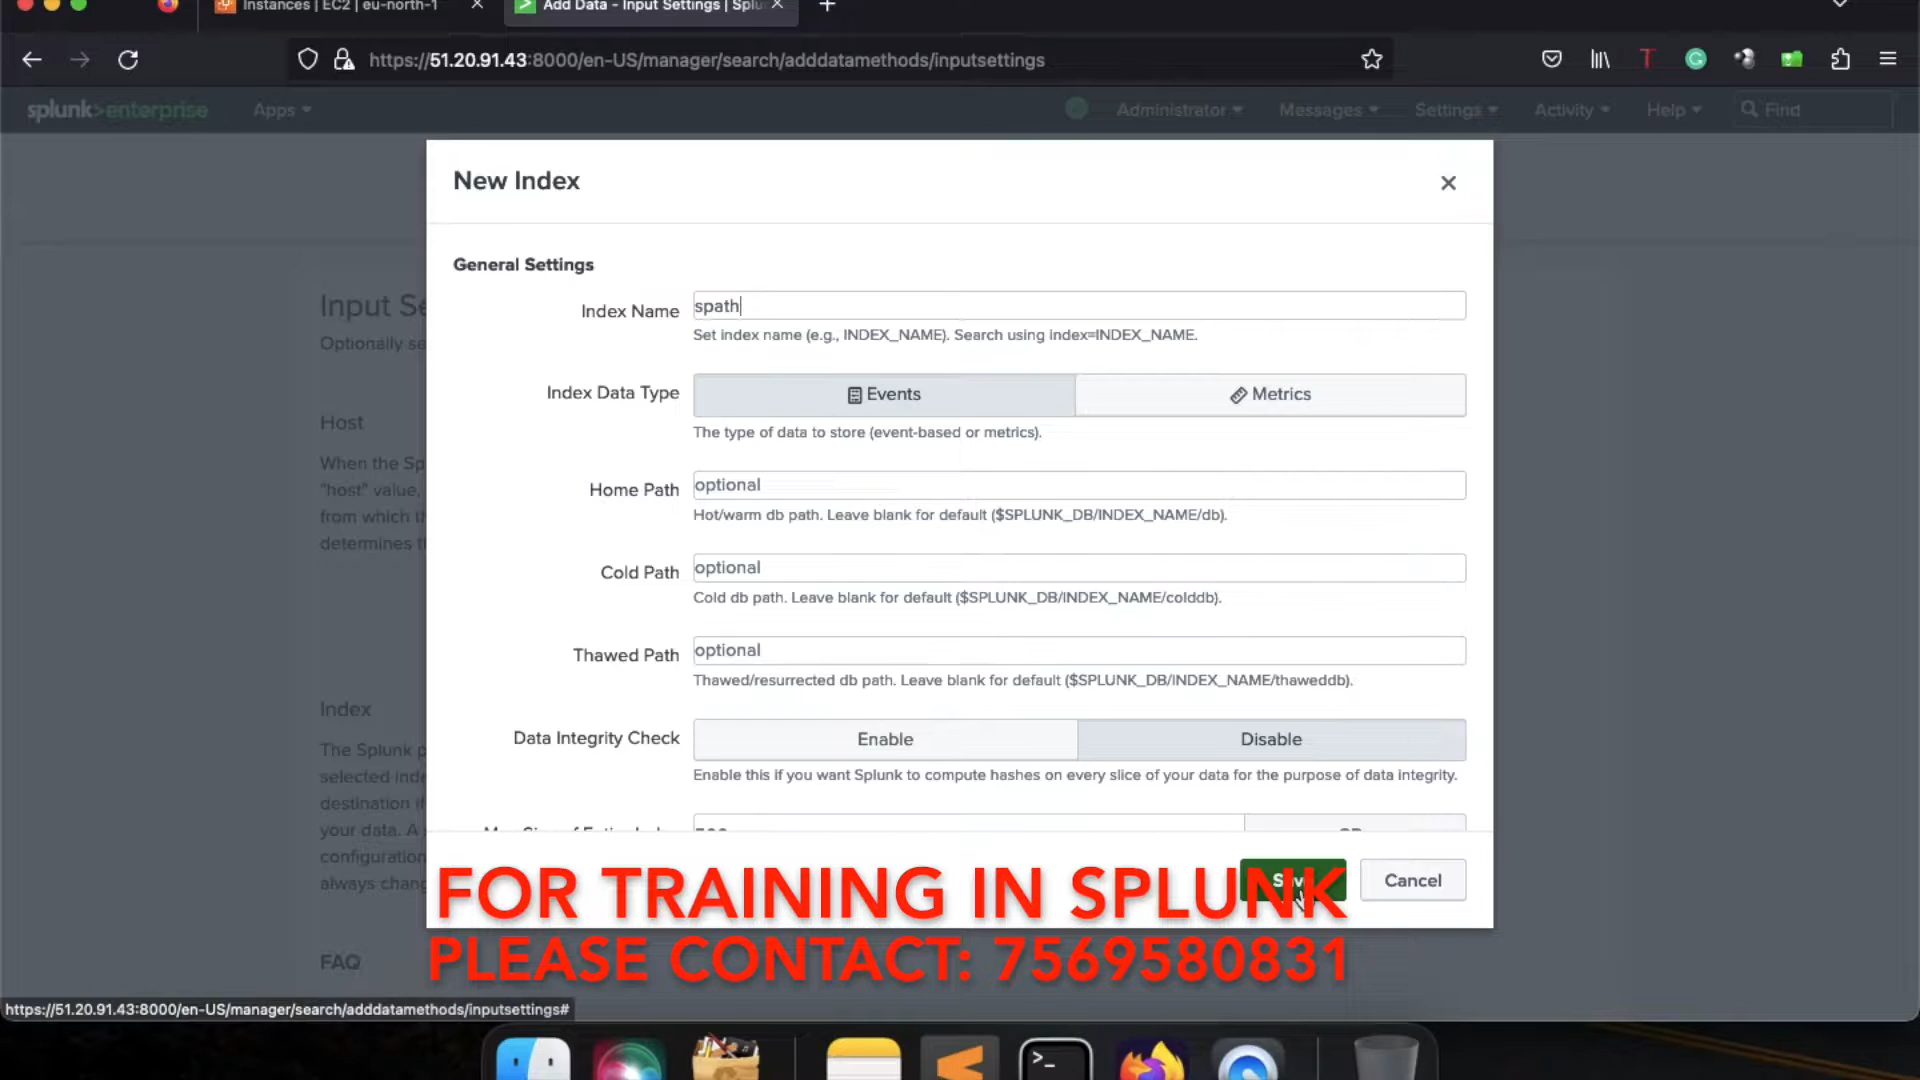 Instances | EC2 | eu-north-1
Add Data - Input Settings | Splu
https://51.20.91.43:8000/en-US/manager/search/adddatamethods/inputsettings
splunk>enterprise Apps Administrator Messages Settings Activity Help Find
New Index
General Settings
Index Name spath
Set index name (e.g., INDEX_NAME). Search using index=INDEX_NAME.
Index Data Type Events Metrics
The type of data to store (event-based or metrics).
Home Path optional
Hot/warm db path. Leave blank for default ($SPLUNK_DB/INDEX_NAME/db).
Cold Path optional
Cold db path. Leave blank for default ($SPLUNK_DB/INDEX_NAME/colddb).
Thawed Path optional
Thawed/resurrected db path. Leave blank for default ($SPLUNK_DB/INDEX_NAME/thaweddb).
Data Integrity Check Enable Disable
Enable this if you want Splunk to compute hashes on every slice of your data for the purpose of data integrity.
Cancel
Input Se
Optionally se
Host
When the Sp
"host" value,
from which th
determines th
Index
The Splunk p
selected inde
destination if
your data. A
configuration
always chang
FAQ
FOR TRAINING IN SPLUNK
PLEASE CONTACT: 7569580831
https://51.20.91.43:8000/en-US/manager/search/adddatamethods/inputsettings#